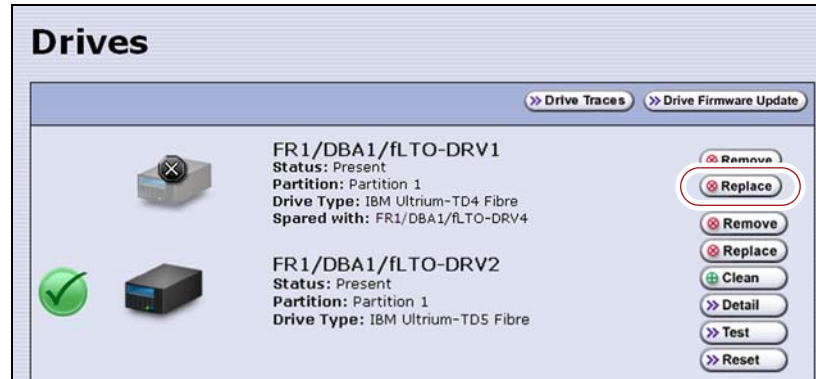 Drives
Drive Traces
Drive Firmware Update
FR1/DBA1/fLTO-DRV1
Status: Present
Partition: Partition 1
Drive Type: IBM Ultrium-TD4 Fibre
Spared with: FR1/DBA1/fLTO-DRV4
Remove
Replace
FR1/DBA1/fLTO-DRV2
Status: Present
Partition: Partition 1
Drive Type: IBM Ultrium-TD5 Fibre
Remove
Replace
Clean
Detail
Test
Reset